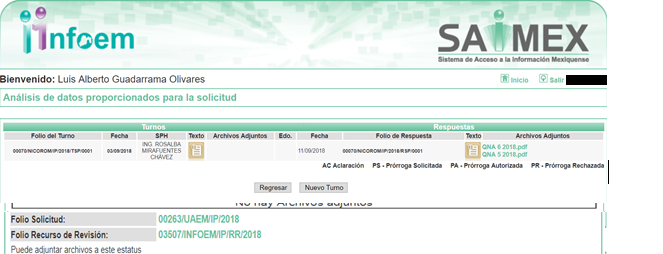 infoem
SAIMEX
Sistema de Acceso a la Información Mexiquense
Bienvenido: Luis Alberto Guadarrama Olivares
Inicio Salir
Análisis de datos proporcionados para la solicitud
Turnos Respuestas
Folio del Turno Fecha SPH Texto Archivos Adjuntos Edo. Fecha Folio de Respuesta Texto Archivos Adjuntos
00070/NICOROM/IP/2018/TSP/0001 03/09/2018 ING. ROSALBA MIRAFUENTES CHÁVEZ 11/09/2018 00070/NICOROM/IP/2018/RSP/0001 QNA 6 2018.pdf
QNA 5 2018.pdf
AC Aclaración PS - Prórroga Solicitada PA - Prórroga Autorizada PR - Prórroga Rechazada
Regresar Nuevo Turno
No hay Archivos adjuntos
Folio Solicitud: 00263/UAEM/IP/2018
Folio Recurso de Revisión: 03507/INFOEM/IP/RR/2018
Puede adjuntar archivos a este estatus